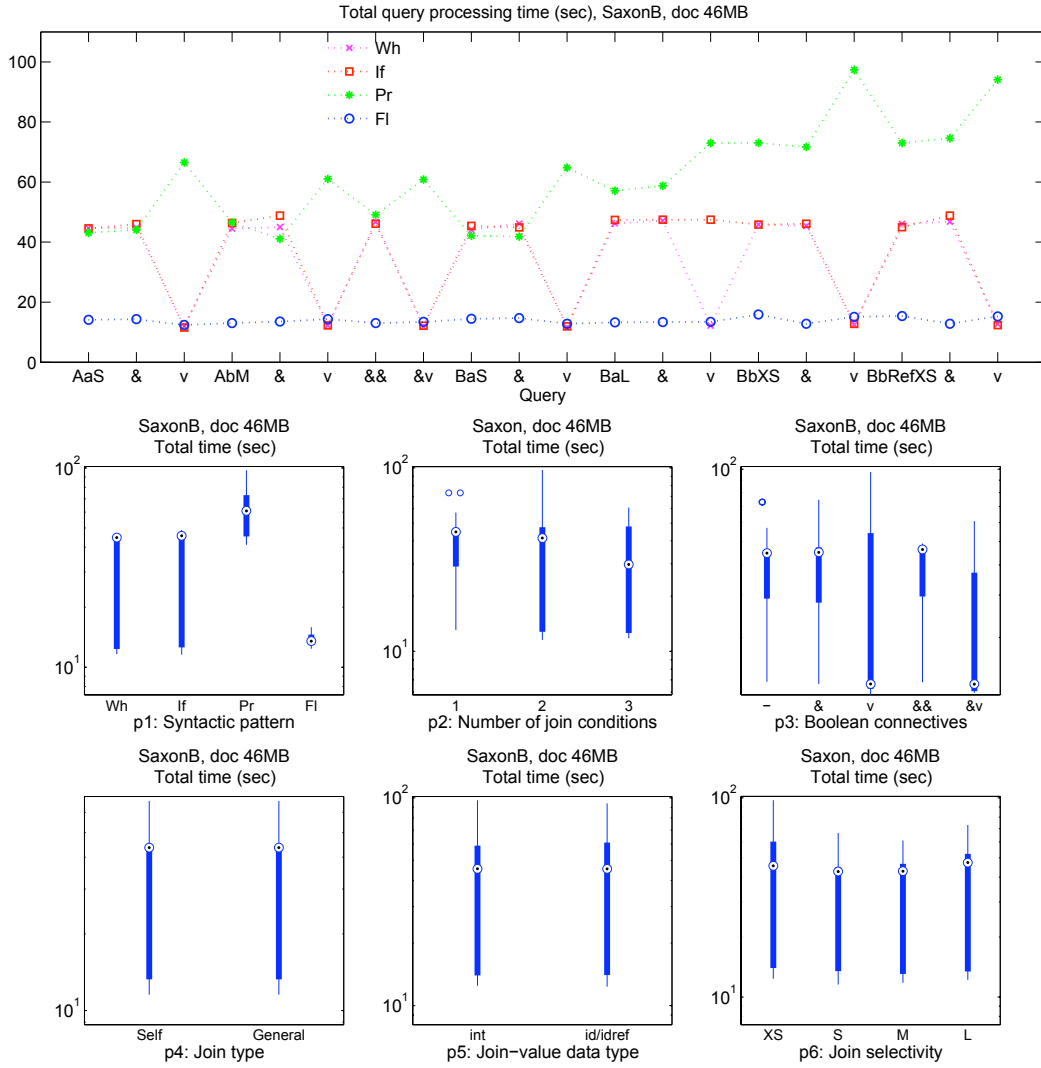 Total query processing time (sec), SaxonB, doc 46MB
Wh
If
Pr
Fl
100
80
60
40
20
0
AaS & v AbM & v && &v BaS & v BaL & v BbXS & v BbRefXS & v
Query
SaxonB, doc 46MB
Total time (sec)
10^2
10^1
Wh If Pr Fl
p1: Syntactic pattern
Saxon, doc 46MB
Total time (sec)
10^2
10^1
1 2 3
p2: Number of join conditions
SaxonB, doc 46MB
Total time (sec)
10^2
10^1
− & v && &v
p3: Boolean connectives
SaxonB, doc 46MB
Total time (sec)
10^1
Self General
p4: Join type
SaxonB, doc 46MB
Total time (sec)
10^2
10^1
int id/idref
p5: Join−value data type
Saxon, doc 46MB
Total time (sec)
10^2
10^1
XS S M L
p6: Join selectivity